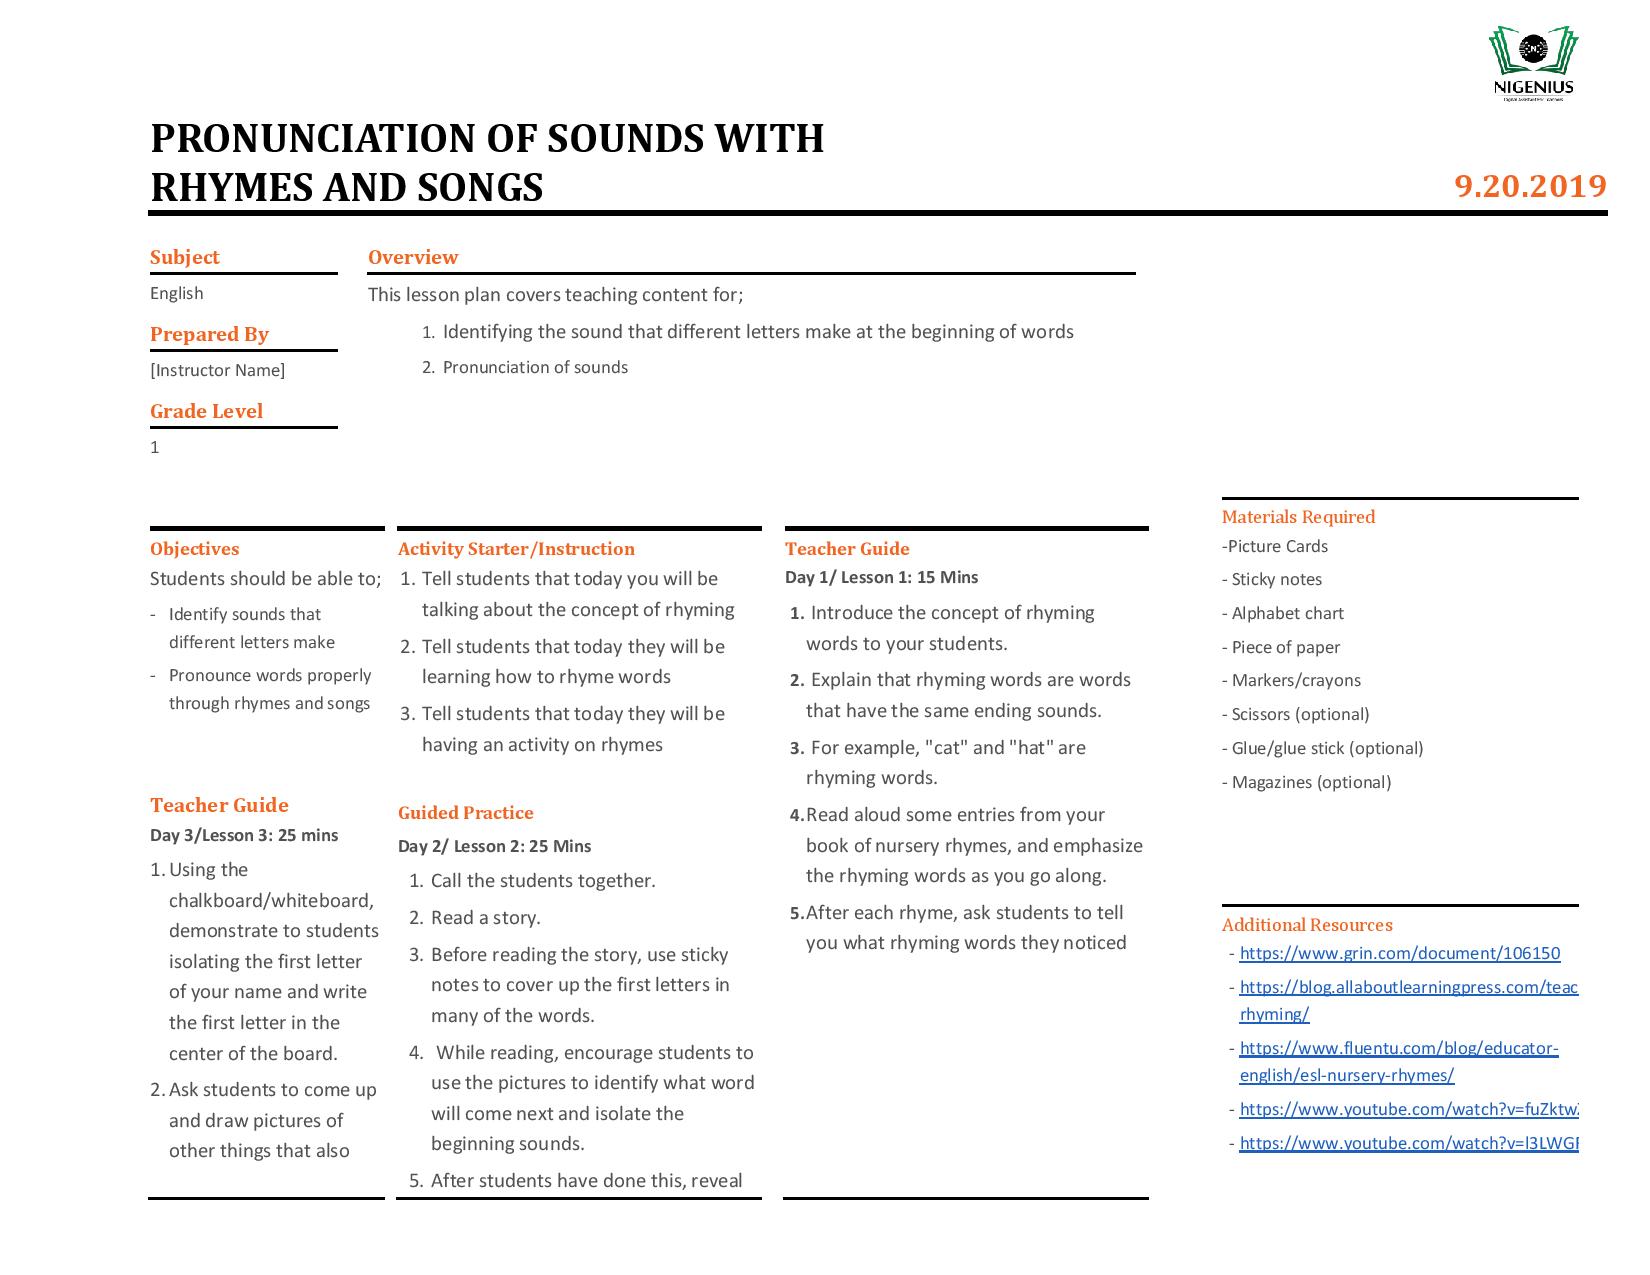 NIGENIUS
PRONUNCIATION OF SOUNDS WITH
RHYMES AND SONGS
9.20.2019
Subject
English
Prepared By
[Instructor Name]
Grade Level
1
Overview
This lesson plan covers teaching content for;
1. Identifying the sound that different letters make at the beginning of words
2. Pronunciation of sounds
Objectives
Students should be able to;
- Identify sounds that
different letters make
- Pronounce words properly
through rhymes and songs
Teacher Guide
Day 3/Lesson 3: 25 mins
1. Using the
chalkboard/whiteboard,
demonstrate to students
isolating the first letter
of your name and write
the first letter in the
center of the board.
2. Ask students to come up
and draw pictures of
other things that also
Activity Starter/Instruction
1. Tell students that today you will be
talking about the concept of rhyming
2. Tell students that today they will be
learning how to rhyme words
3. Tell students that today they will be
having an activity on rhymes
Guided Practice
Day 2/ Lesson 2: 25 Mins
1. Call the students together.
2. Read a story.
3. Before reading the story, use sticky
notes to cover up the first letters in
many of the words.
4. While reading, encourage students to
use the pictures to identify what word
will come next and isolate the
beginning sounds.
5. After students have done this, reveal
Teacher Guide
Day 1/ Lesson 1: 15 Mins
1. Introduce the concept of rhyming
words to your students.
2. Explain that rhyming words are words
that have the same ending sounds.
3. For example, "cat" and "hat" are
rhyming words.
4. Read aloud some entries from your
book of nursery rhymes, and emphasize
the rhyming words as you go along.
5. After each rhyme, ask students to tell
you what rhyming words they noticed
Materials Required
-Picture Cards
- Sticky notes
- Alphabet chart
- Piece of paper
- Markers/crayons
- Scissors (optional)
- Glue/glue stick (optional)
- Magazines (optional)
Additional Resources
- https://www.grin.com/document/106150
- https://blog.allaboutlearningpress.com/teac
rhyming/
- https://www.fluentu.com/blog/educator-
english/esl-nursery-rhymes/
- https://www.youtube.com/watch?v=fuZktw
- https://www.youtube.com/watch?v=l3LWG